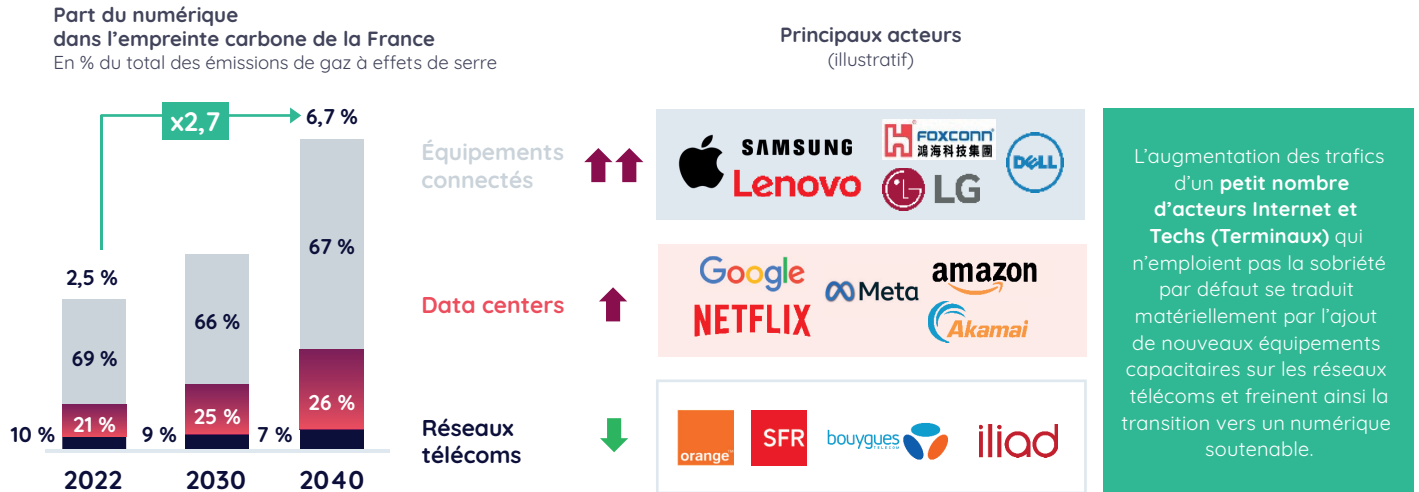 Part du numérique
dans l’empreinte carbone de la France
En % du total des émissions de gaz à effets de serre
x2,7
6,7 %
2,5 %
69 %
21 %
10 %
66 %
25 %
9 %
67 %
26 %
7 %
2022
2030
2040
Équipements
connectés
Data centers
Réseaux
télécoms
Principaux acteurs
(illustratif)
SAMSUNG
Lenovo
FOXCONN®
鴻海科技集團
LG
DELL
Google
NETFLIX
Meta
amazon
Akamai
orange™
SFR
bouygues
TELECOM
iliad
L’augmentation des trafics
d’un petit nombre
d’acteurs Internet et
Techs (Terminaux) qui
n’emploient pas la sobriété
par défaut se traduit
matériellement par l’ajout
de nouveaux équipements
capacitaires sur les réseaux
télécoms et freinent ainsi la
transition vers un numérique
soutenable.